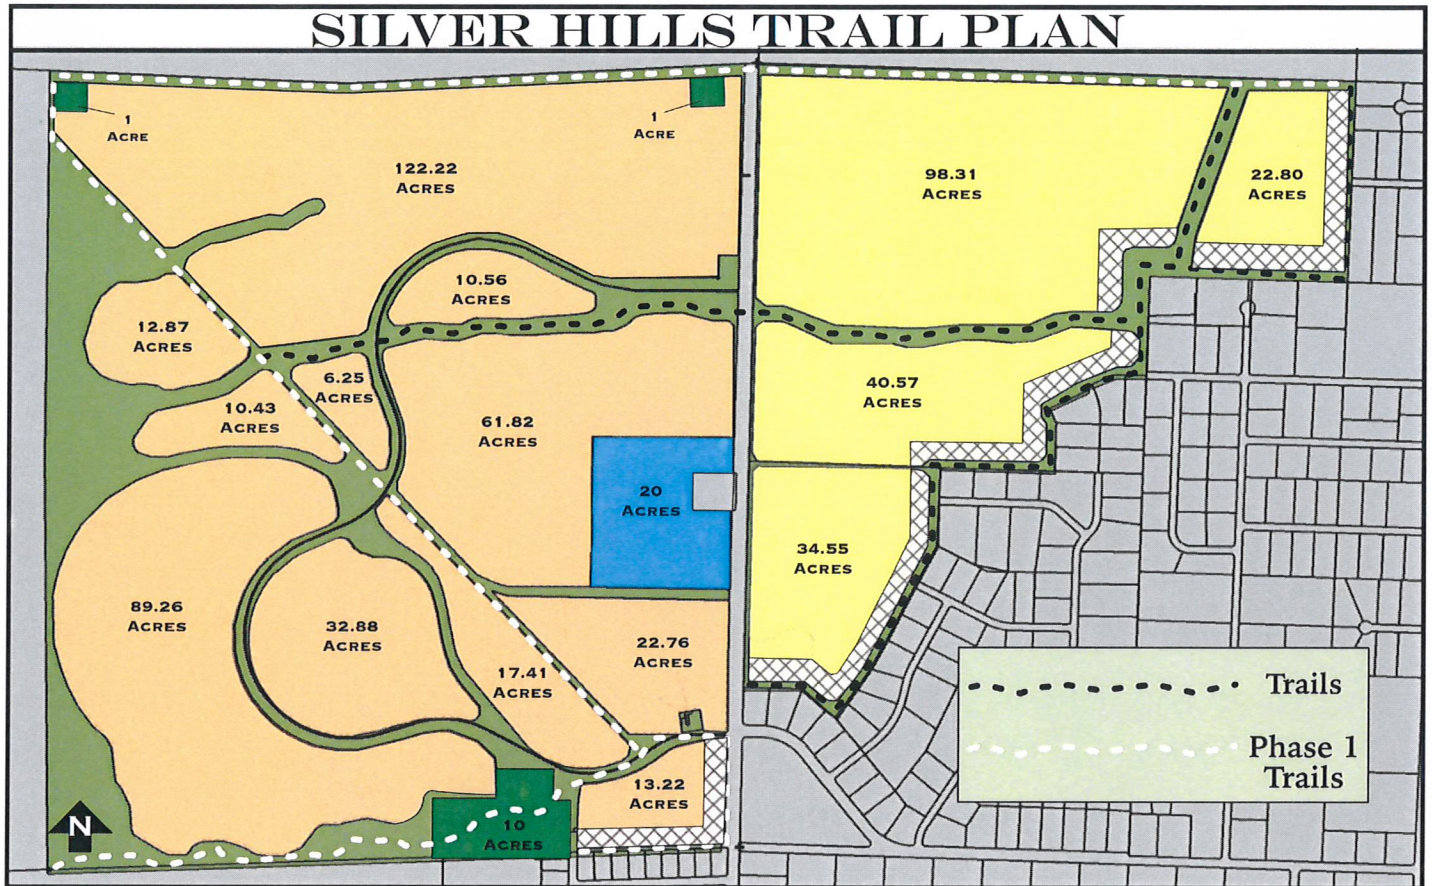 SILVER HILLS TRAIL PLAN
1
ACRE
1
ACRE
122.22
ACRES
98.31
ACRES
22.80
ACRES
10.56
ACRES
12.87
ACRES
6.25
ACRES
10.43
ACRES
61.82
ACRES
40.57
ACRES
20
ACRES
34.55
ACRES
89.26
ACRES
32.88
ACRES
22.76
ACRES
17.41
ACRES
13.22
ACRES
10
ACRES
N
Trails
Phase 1
Trails